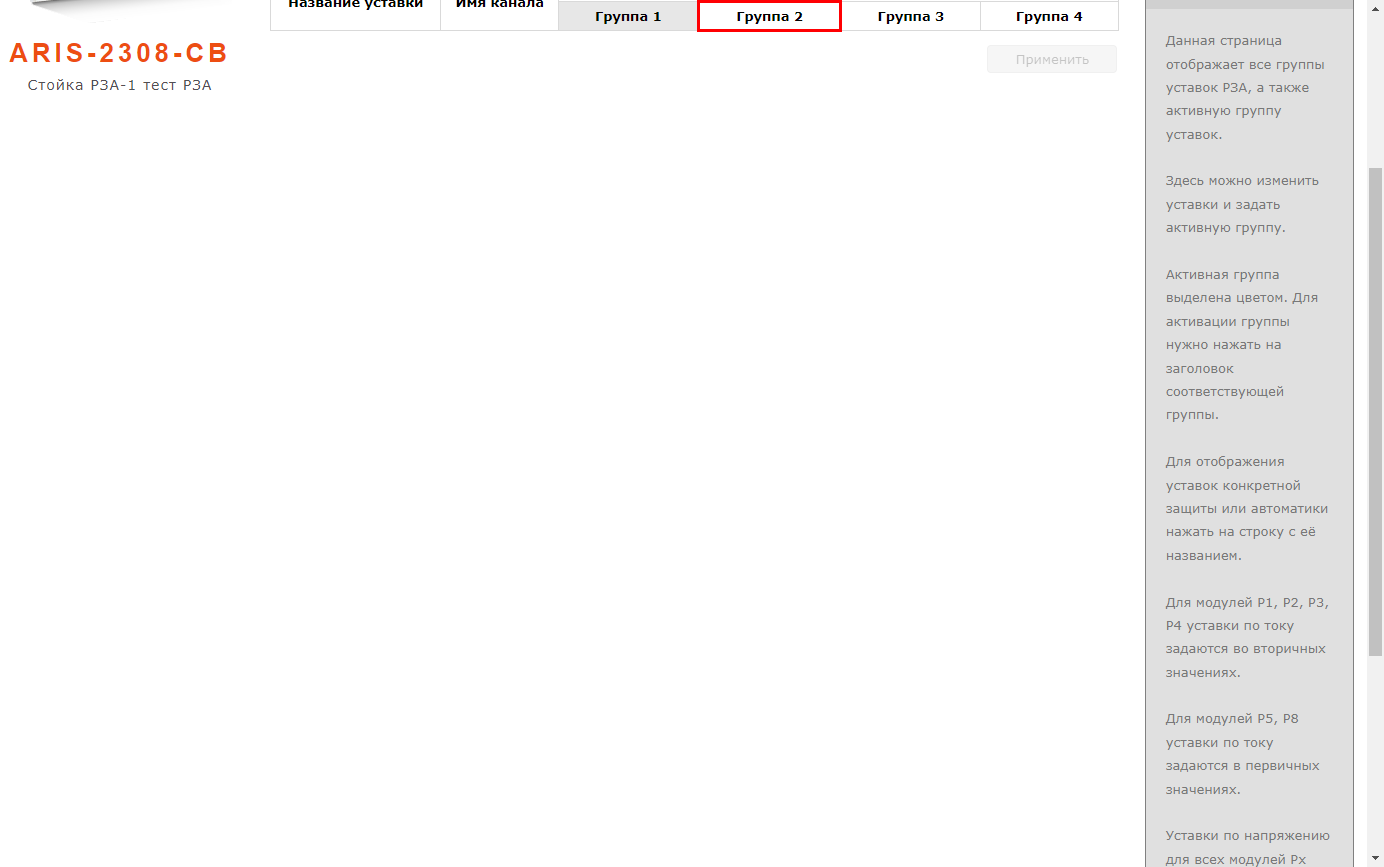 Название уставки
Имя канала
Группа 1
Группа 2
Группа 3
Группа 4
Применить
ARIS-2308-СВ
Стойка РЗА-1 тест РЗА
Данная страница
отображает все группы
уставок РЗА, а также
активную группу
уставок.
Здесь можно изменить
уставки и задать
активную группу.
Активная группа
выделена цветом. Для
активации группы
нужно нажать на
заголовок
соответствующей
группы.
Для отображения
уставок конкретной
защиты или автоматики
нажать на строку с её
названием.
Для модулей P1, P2, P3,
P4 уставки по току
задаются во вторичных
значениях.
Для модулей P5, P8
уставки по току
задаются в первичных
значениях.
Уставки по напряжению
для всех модулей Px